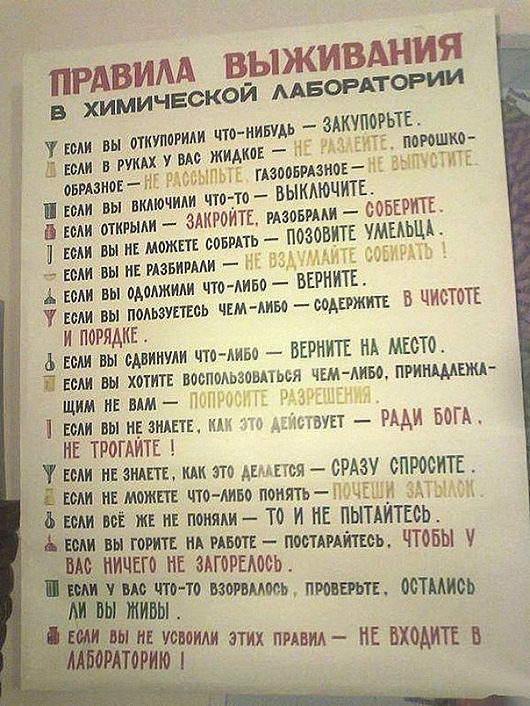 ПРАВИЛА ВЫЖИВАНИЯ
В ХИМИЧЕСКОЙ ЛАБОРАТОРИИ
ЕСЛИ ВЫ ОТКУПОРИЛИ ЧТО-НИБУДЬ — ЗАКУПОРЬТЕ.
ЕСЛИ В РУКАХ У ВАС ЖИДКОЕ — НЕ РАЗЛЕЙТЕ, ПОРОШКО-
ОБРАЗНОЕ — НЕ РАССЫПЬТЕ, ГАЗООБРАЗНОЕ — НЕ ВЫПУСТИТЕ.
ЕСЛИ ВЫ ВКЛЮЧИЛИ ЧТО-ТО — ВЫКЛЮЧИТЕ.
ЕСЛИ ОТКРЫЛИ — ЗАКРОЙТЕ, РАЗОБРАЛИ — СОБЕРИТЕ.
ЕСЛИ ВЫ НЕ МОЖЕТЕ СОБРАТЬ — ПОЗОВИТЕ УМЕЛЬЦА.
ЕСЛИ ВЫ НЕ РАЗБИРАЛИ — НЕ ВЗДУМАЙТЕ СОБИРАТЬ !
ЕСЛИ ВЫ ОДОЛЖИЛИ ЧТО-ЛИБО — ВЕРНИТЕ.
ЕСЛИ ВЫ ПОЛЬЗУЕТЕСЬ ЧЕМ-ЛИБО — СОДЕРЖИТЕ В ЧИСТОТЕ
И ПОРЯДКЕ.
ЕСЛИ ВЫ СДВИНУЛИ ЧТО-ЛИБО — ВЕРНИТЕ НА МЕСТО.
ЕСЛИ ВЫ ХОТИТЕ ВОСПОЛЬЗОВАТЬСЯ ЧЕМ-ЛИБО, ПРИНАДЛЕЖА-
ЩИМ НЕ ВАМ — ПОПРОСИТЕ РАЗРЕШЕНИЯ.
ЕСЛИ ВЫ НЕ ЗНАЕТЕ, КАК ЭТО ДЕЙСТВУЕТ — РАДИ БОГА,
НЕ ТРОГАЙТЕ !
ЕСЛИ НЕ ЗНАЕТЕ, КАК ЭТО ДЕЛАЕТСЯ — СРАЗУ СПРОСИТЕ.
ЕСЛИ НЕ МОЖЕТЕ ЧТО-ЛИБО ПОНЯТЬ — ПОЧЕШИ ЗАТЫЛОК.
ЕСЛИ ВСЁ ЖЕ НЕ ПОНЯЛИ — ТО И НЕ ПЫТАЙТЕСЬ.
ЕСЛИ ВЫ ГОРИТЕ НА РАБОТЕ — ПОСТАРАЙТЕСЬ, ЧТОБЫ У
ВАС НИЧЕГО НЕ ЗАГОРЕЛОСЬ.
ЕСЛИ У ВАС ЧТО-ТО ВЗОРВАЛОСЬ, ПРОВЕРЬТЕ, ОСТАЛИСЬ
ЛИ ВЫ ЖИВЫ.
ЕСЛИ ВЫ НЕ УСВОИЛИ ЭТИХ ПРАВИЛ — НЕ ВХОДИТЕ В
ЛАБОРАТОРИЮ !